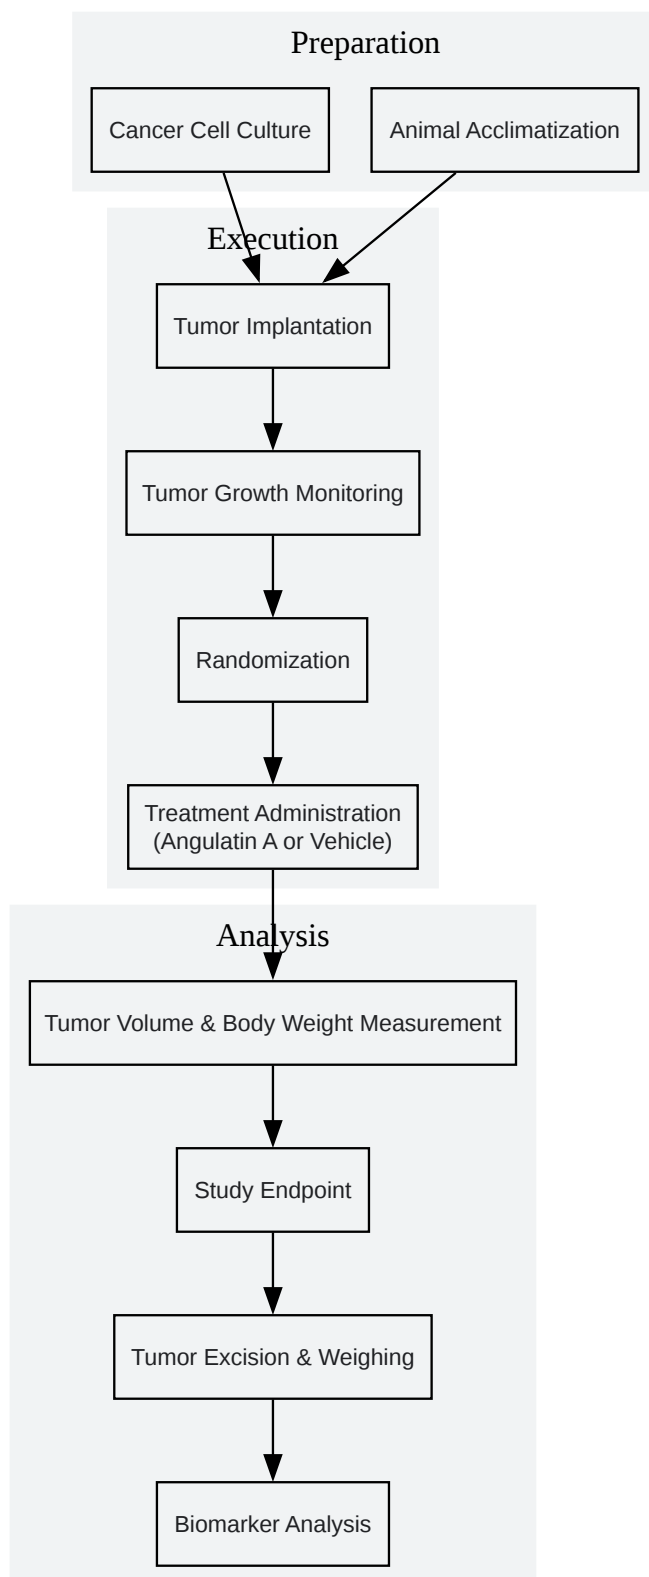 Preparation
Cancer Cell Culture
Animal Acclimatization
Execution
Tumor Implantation
Tumor Growth Monitoring
Randomization
Treatment Administration
(Angulatin A or Vehicle)
Analysis
Tumor Volume & Body Weight Measurement
Study Endpoint
Tumor Excision & Weighing
Biomarker Analysis